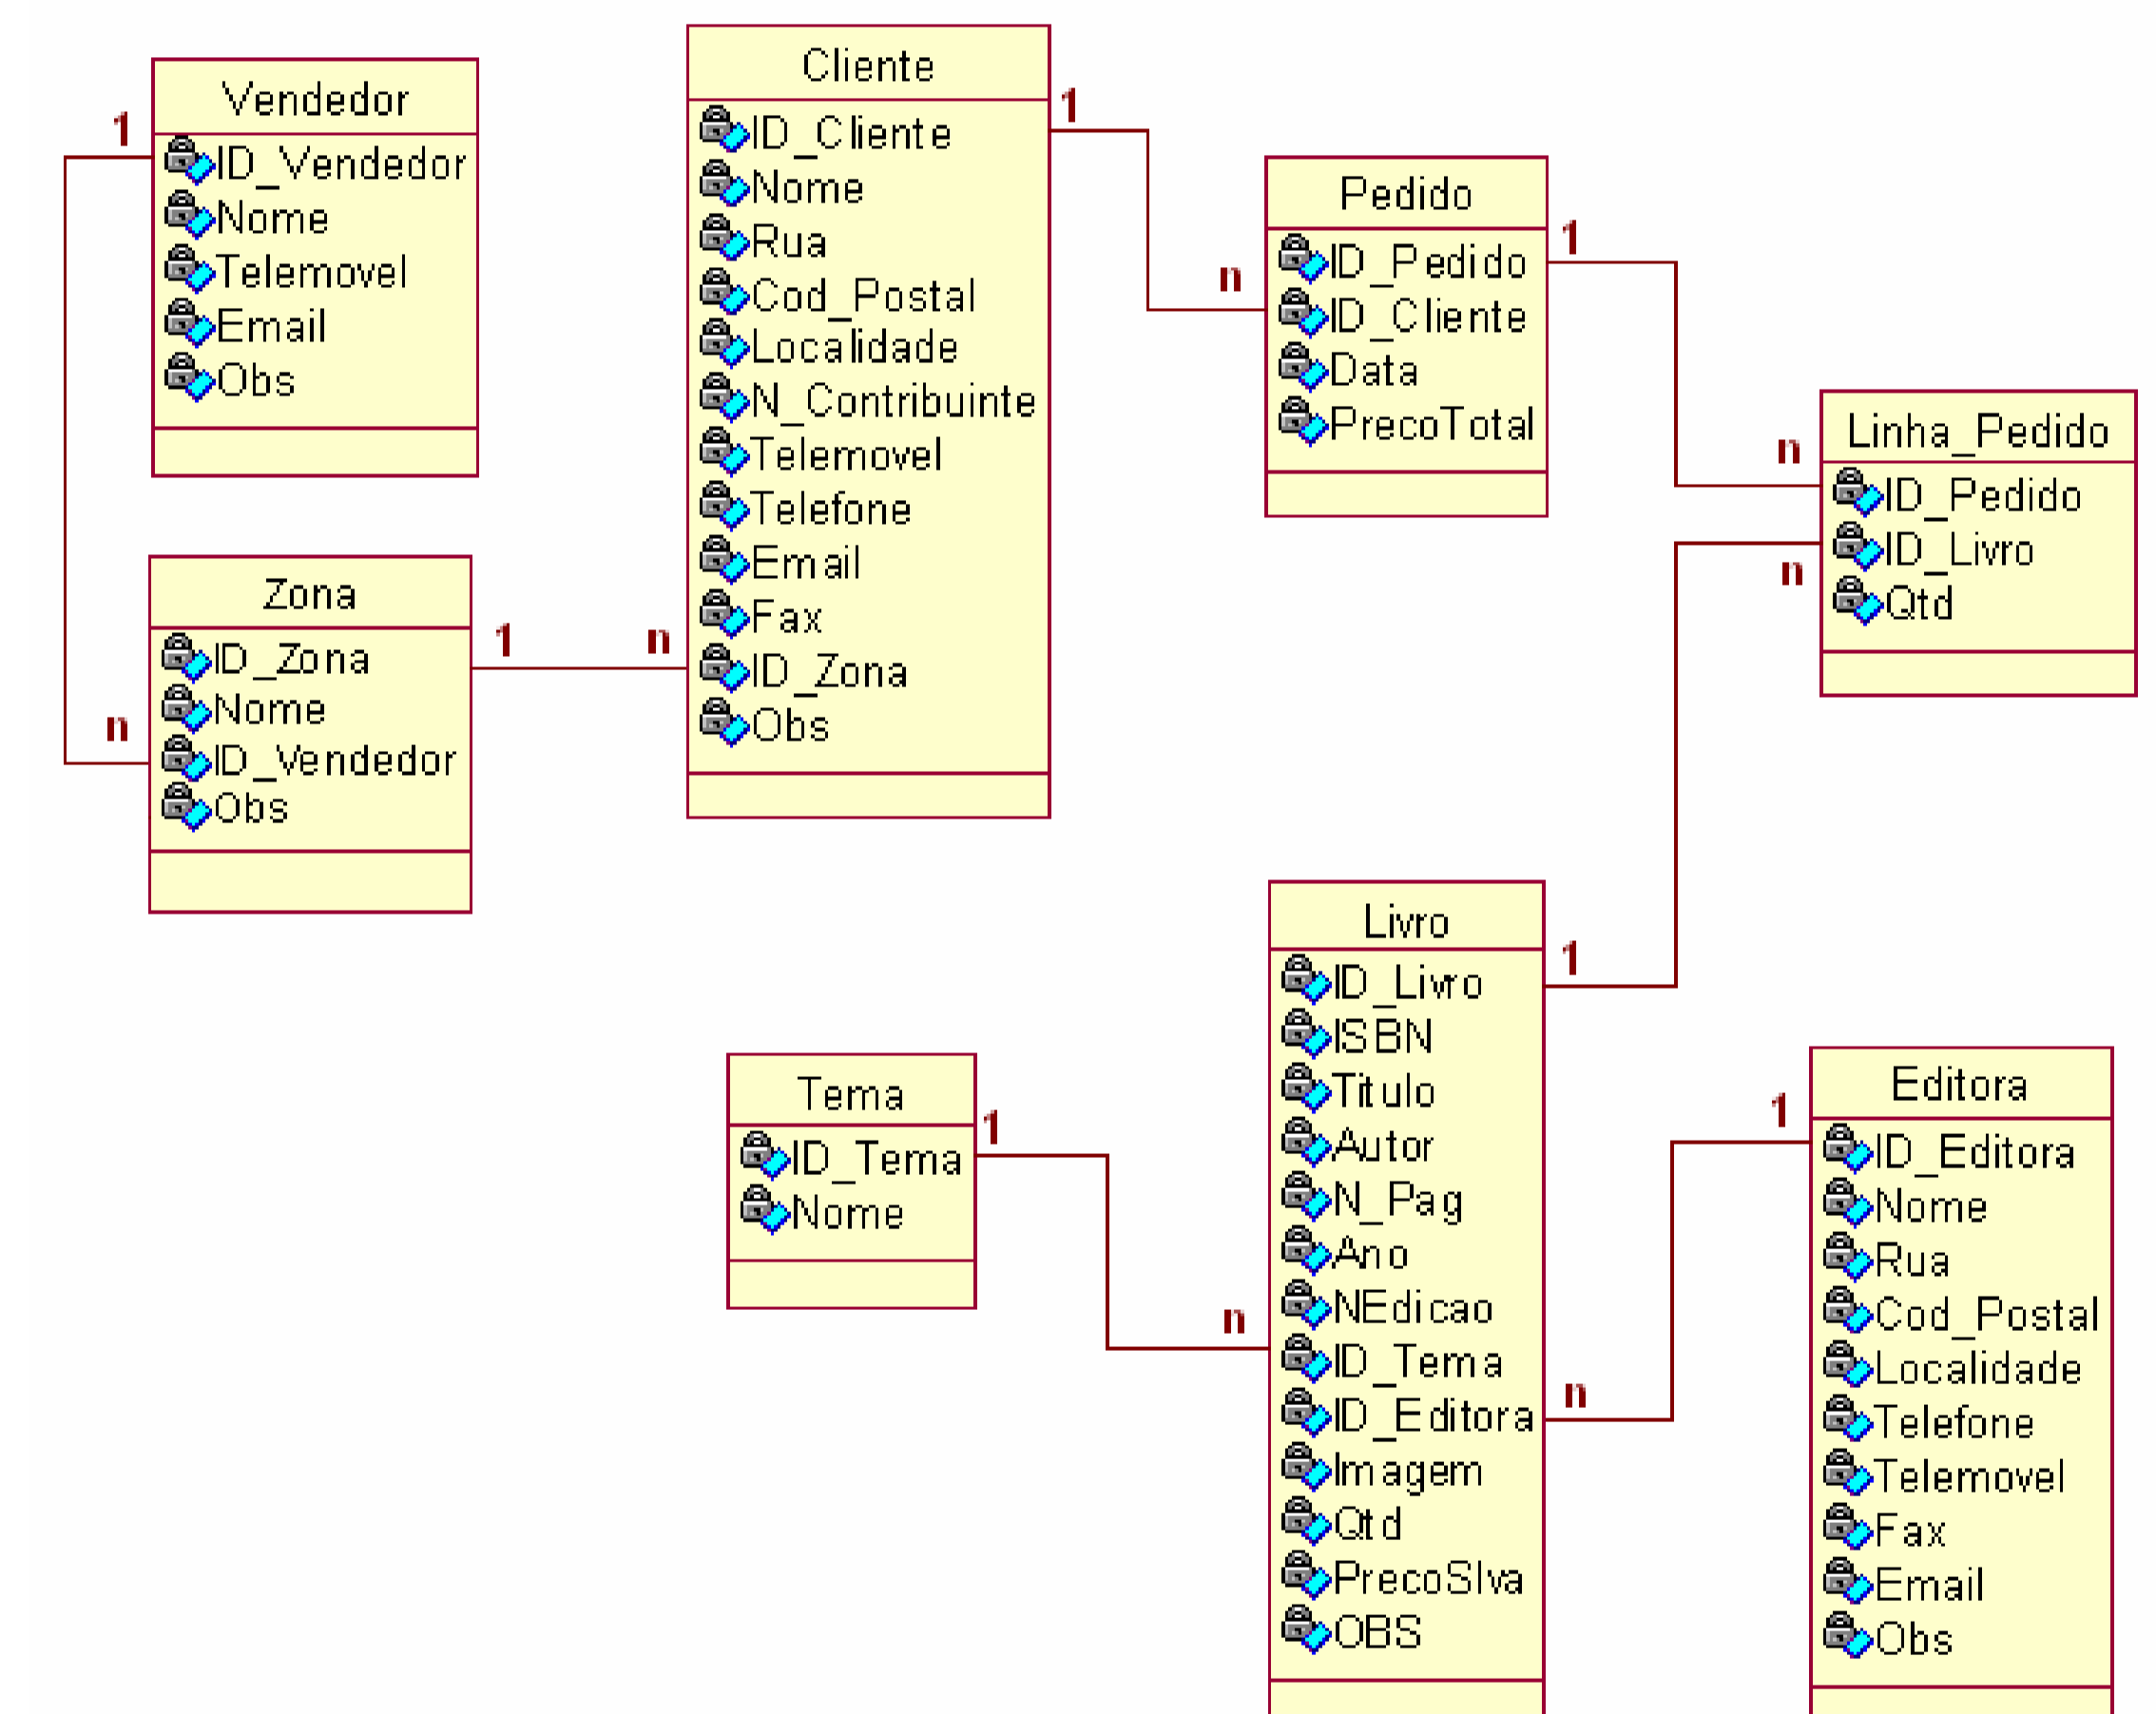 Vendedor
1
ID_Vendedor
Nome
Telemovel
Email
Obs
Zona
ID_Zona
Nome
ID_Vendedor
Obs
n
1
n
Cliente
ID_Cliente
Nome
Rua
Cod_Postal
Localidade
N_Contribuinte
Telemovel
Telefone
Email
Fax
ID_Zona
Obs
1
n
Pedido
ID_Pedido
ID_Cliente
Data
PrecoTotal
1
n
Linha_Pedido
ID_Pedido
ID_Livro
Qtd
n
Livro
1
ID_Livro
ISBN
Titulo
Autor
N_Pag
Ano
NEdicao
ID_Tema
ID_Editora
Imagem
Qtd
PrecoSIva
OBS
Tema
1
ID_Tema
Nome
n
n
1
Editora
ID_Editora
Nome
Rua
Cod_Postal
Localidade
Telefone
Telemovel
Fax
Email
Obs